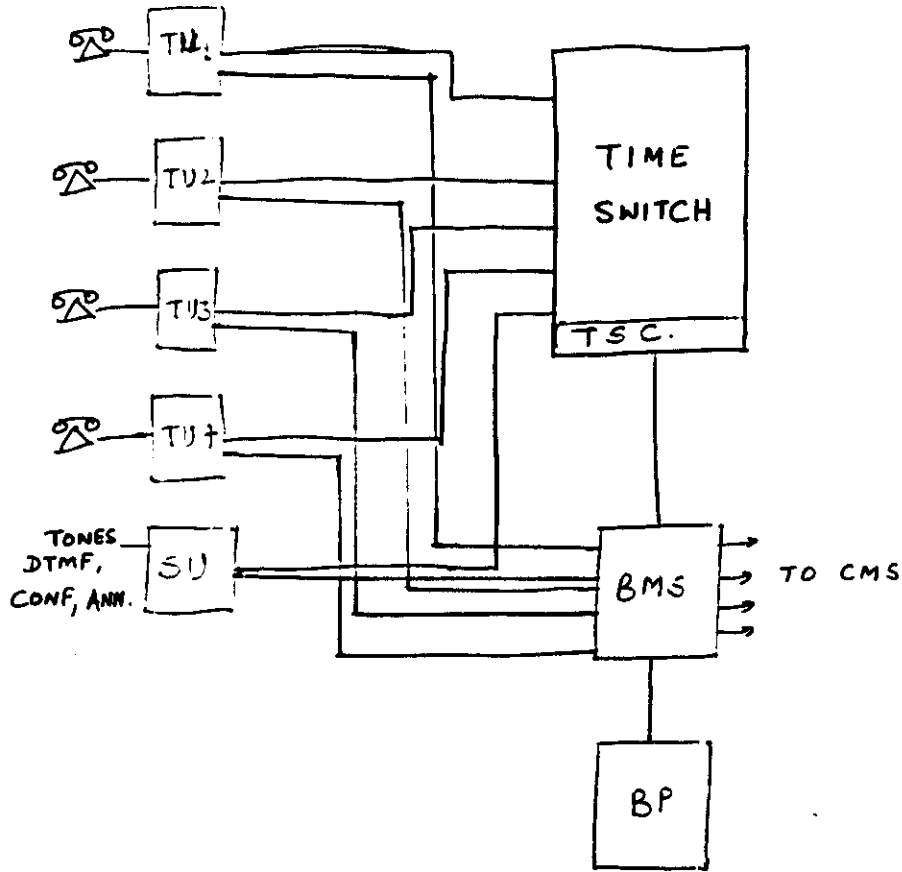 TU1
TU2
TU3
TU4
TONES
DTMF,
CONF, ANN.
SU
TIME
SWITCH
TSC.
BMS
TO CMS
BP